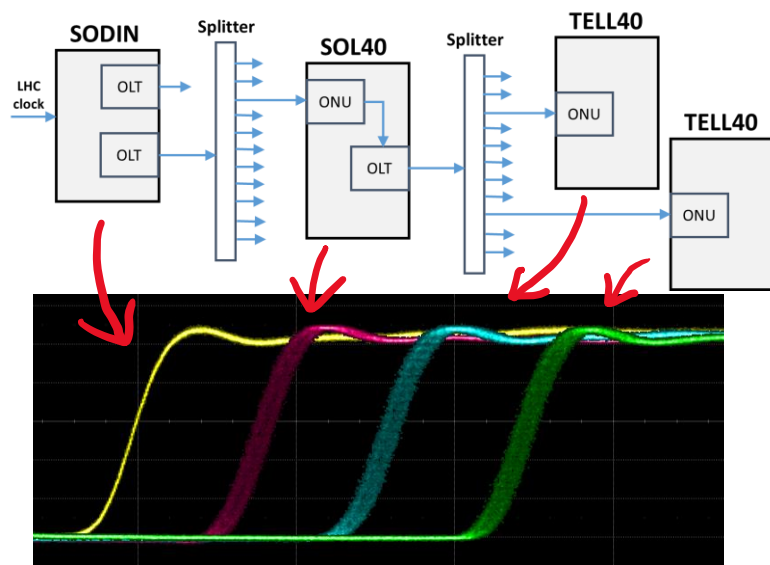 SODIN
Splitter
SOL40
Splitter
TELL40
LHC
clock
OLT
OLT
ONU
OLT
ONU
TELL40
ONU